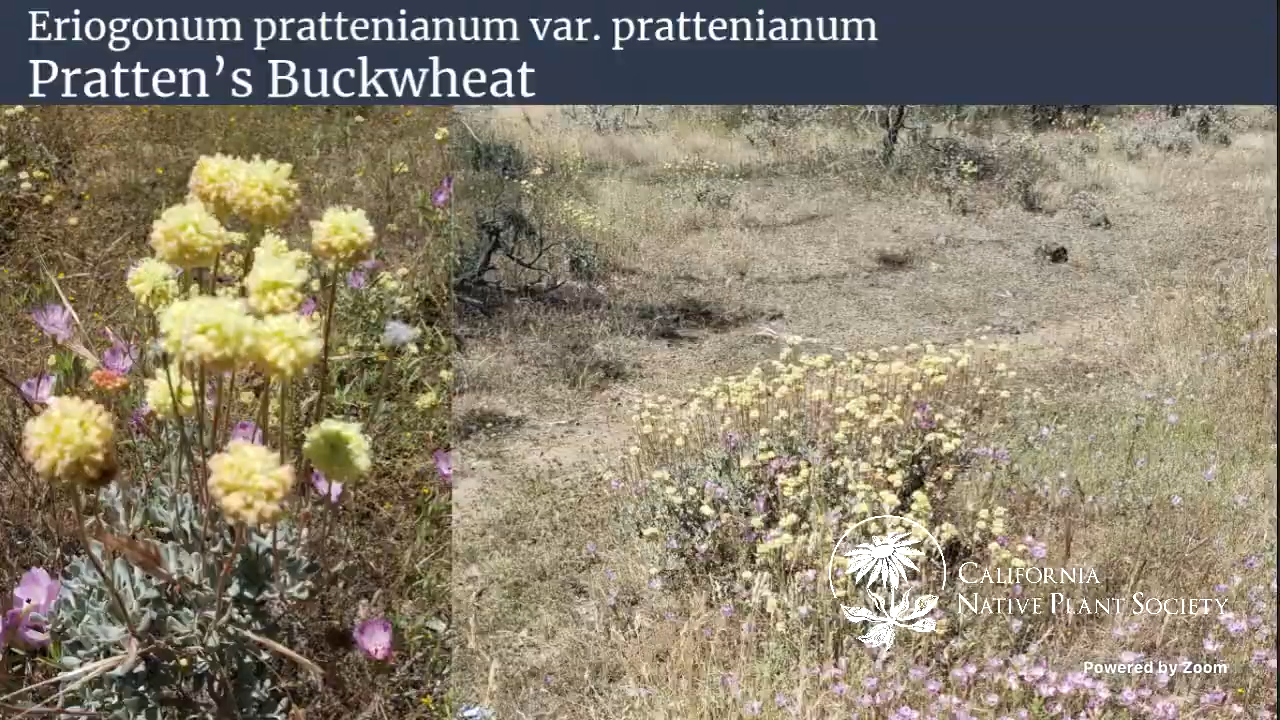 Eriogonum prattenianum var. prattenianum
Pratten’s Buckwheat
California
Native Plant Society
Powered by Zoom